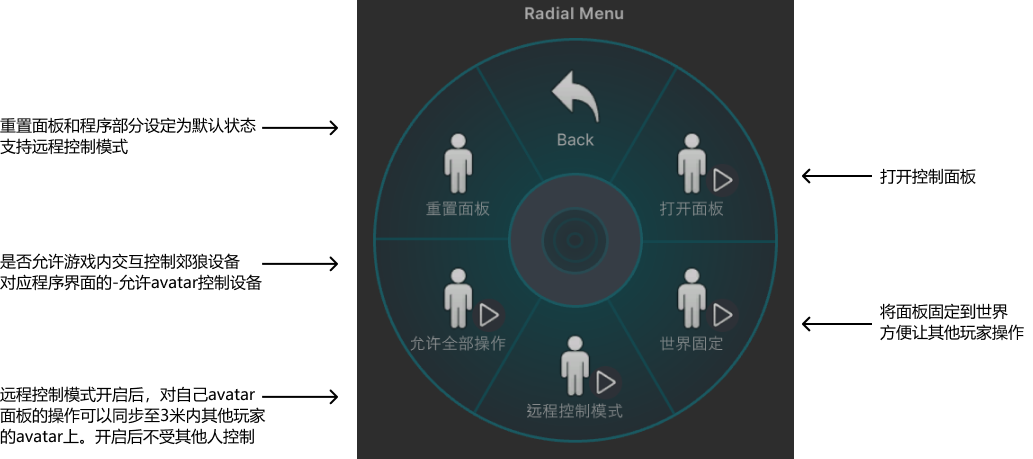 Radial Menu
重置面板和程序部分设定为默认状态
支持远程控制模式
Back
重置面板
打开面板
打开控制面板
是否允许游戏内交互控制郊狼设备
对应程序界面的-允许avatar控制设备
允许全部操作
世界固定
将面板固定到世界
方便让其他玩家操作
远程控制模式
远程控制模式开启后，对自己avatar
面板的操作可以同步至3米内其他玩家
的avatar上。开启后不受其他人控制